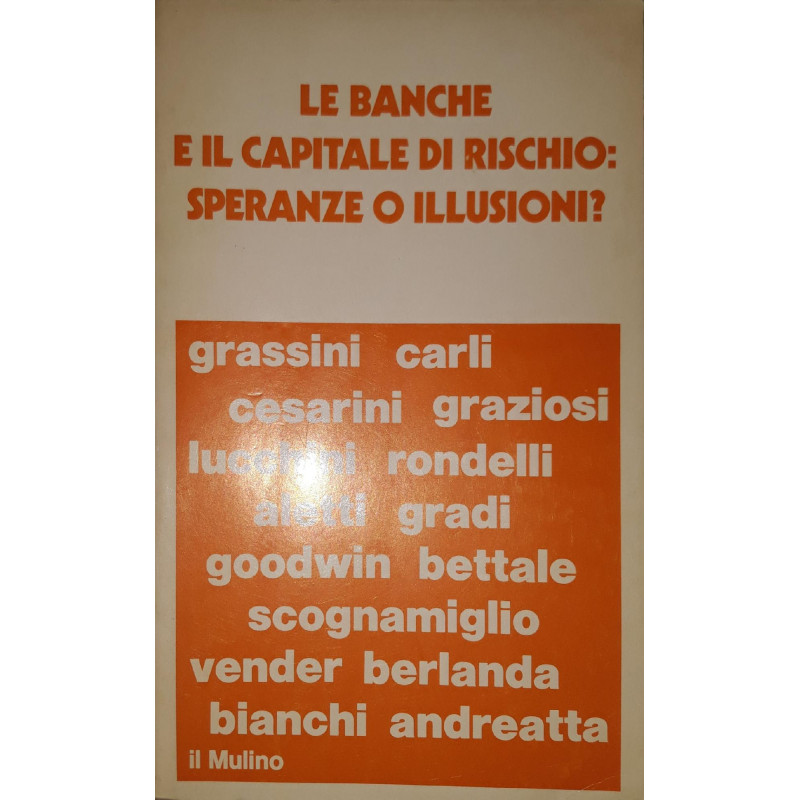 LE BANCHE
E IL CAPITALE DI RISCHIO:
SPERANZE O ILLUSIONI?
grassini carli
cesarini graziosi
lucchini rondelli
aletti gradi
goodwin bettale
scognamiglio
vender berlanda
bianchi andreatta
il Mulino